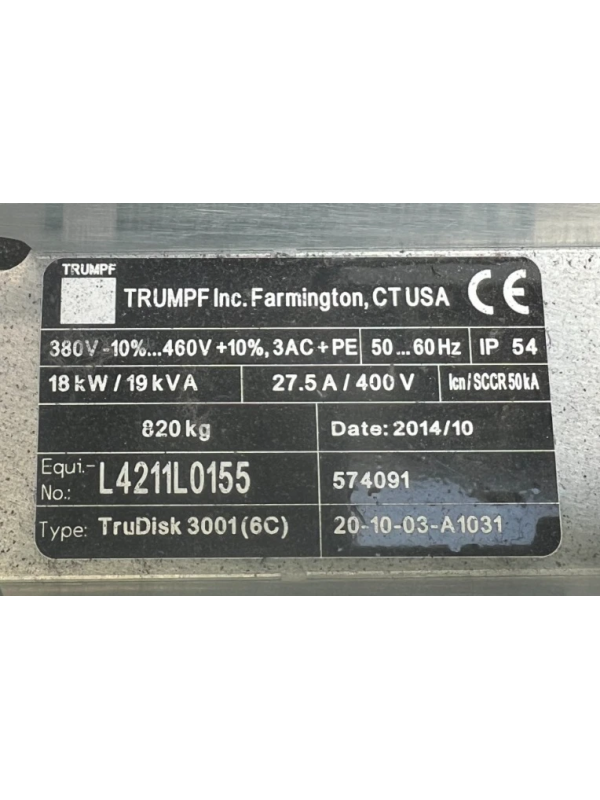 TRUMPF
TRUMPF Inc. Farmington, CT USA CE
380V -10%...460V +10%, 3AC + PE 50...60Hz IP 54
18 kW / 19 kVA 27.5 A / 400 V Icn/SCCR 50 kA
820 kg Date: 2014/10
Equi.-
No.: L4211L0155 574091
Type: TruDisk 3001 (6C) 20-10-03-A1031